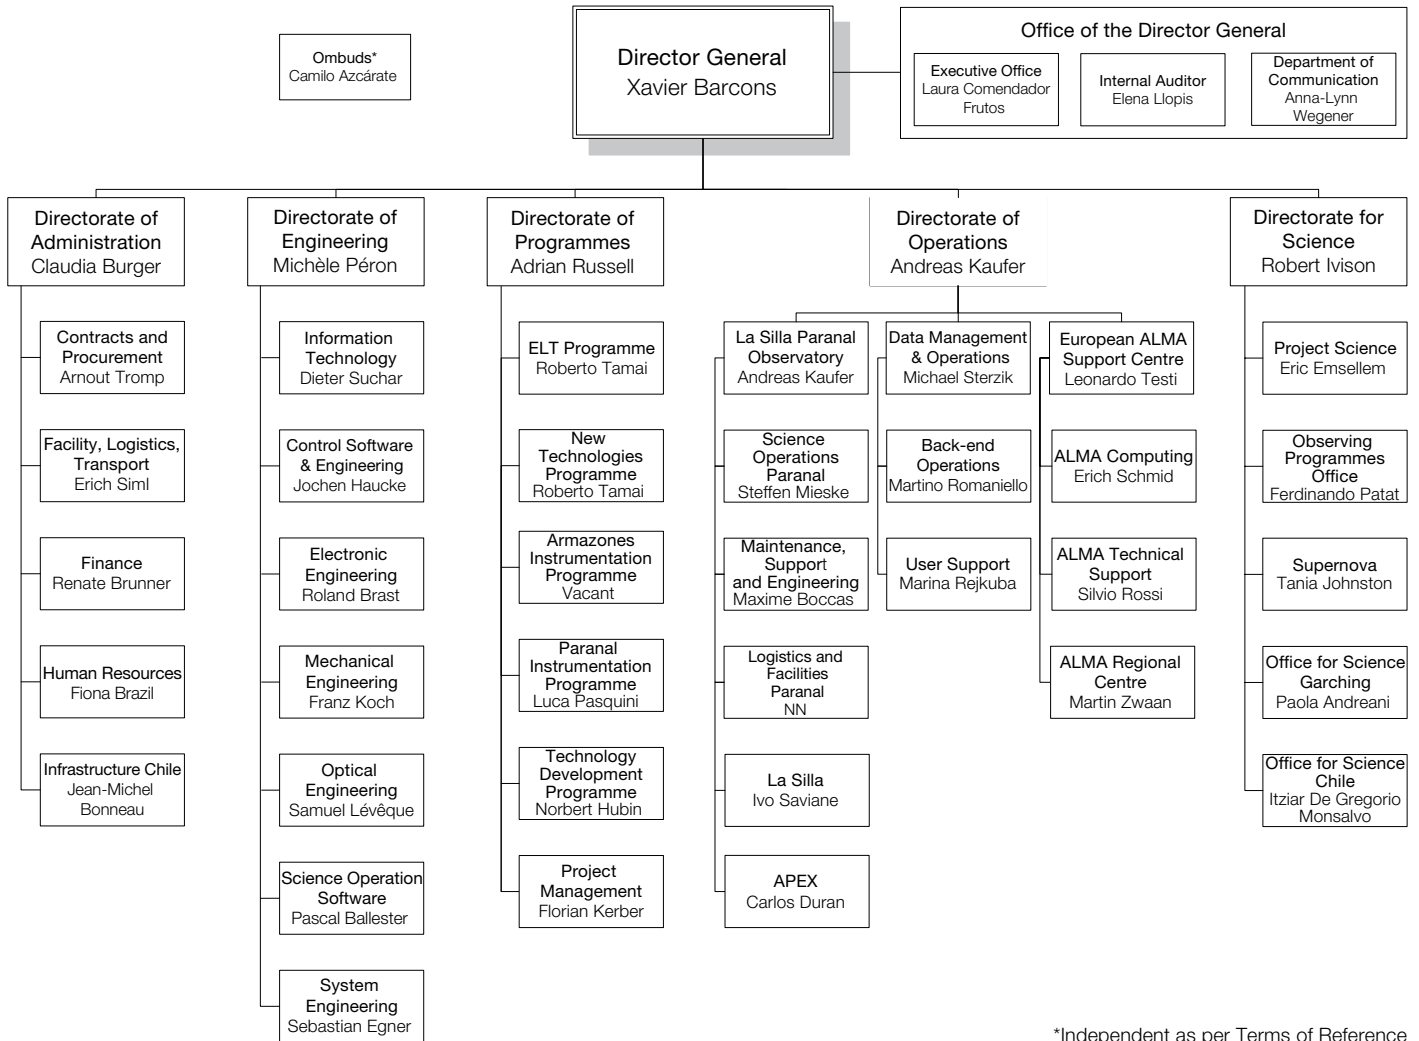 Ombuds*
Camilo Azcárate
Director General
Xavier Barcons
Office of the Director General
Executive Office
Laura Comendador
Frutos
Internal Auditor
Elena Llopis
Department of
Communication
Anna-Lynn
Wegener
Directorate of
Administration
Claudia Burger
Directorate of
Engineering
Michèle Péron
Directorate of
Programmes
Adrian Russell
Directorate of
Operations
Andreas Kaufer
Directorate for
Science
Robert Ivison
Contracts and
Procurement
Arnout Tromp
Facility, Logistics,
Transport
Erich Siml
Finance
Renate Brunner
Human Resources
Fiona Brazil
Infrastructure Chile
Jean-Michel
Bonneau
Information
Technology
Dieter Suchar
Control Software
& Engineering
Jochen Haucke
Electronic
Engineering
Roland Brast
Mechanical
Engineering
Franz Koch
Optical
Engineering
Samuel Lévêque
Science Operation
Software
Pascal Ballester
System
Engineering
Sebastian Egner
ELT Programme
Roberto Tamai
New
Technologies
Programme
Roberto Tamai
Armazones
Instrumentation
Programme
Vacant
Paranal
Instrumentation
Programme
Luca Pasquini
Technology
Development
Programme
Norbert Hubin
Project
Management
Florian Kerber
La Silla Paranal
Observatory
Andreas Kaufer
Science
Operations
Paranal
Steffen Mieske
Maintenance,
Support
and Engineering
Maxime Boccas
Logistics and
Facilities
Paranal
NN
La Silla
Ivo Saviane
APEX
Carlos Duran
Data Management
& Operations
Michael Sterzik
Back-end
Operations
Martino Romaniello
User Support
Marina Rejkuba
European ALMA
Support Centre
Leonardo Testi
ALMA Computing
Erich Schmid
ALMA Technical
Support
Silvio Rossi
ALMA Regional
Centre
Martin Zwaan
Project Science
Eric Emsellem
Observing
Programmes
Office
Ferdinando Patat
Supernova
Tania Johnston
Office for Science
Garching
Paola Andreani
Office for Science
Chile
Itziar De Gregorio
Monsalvo
*Independent as per Terms of Reference